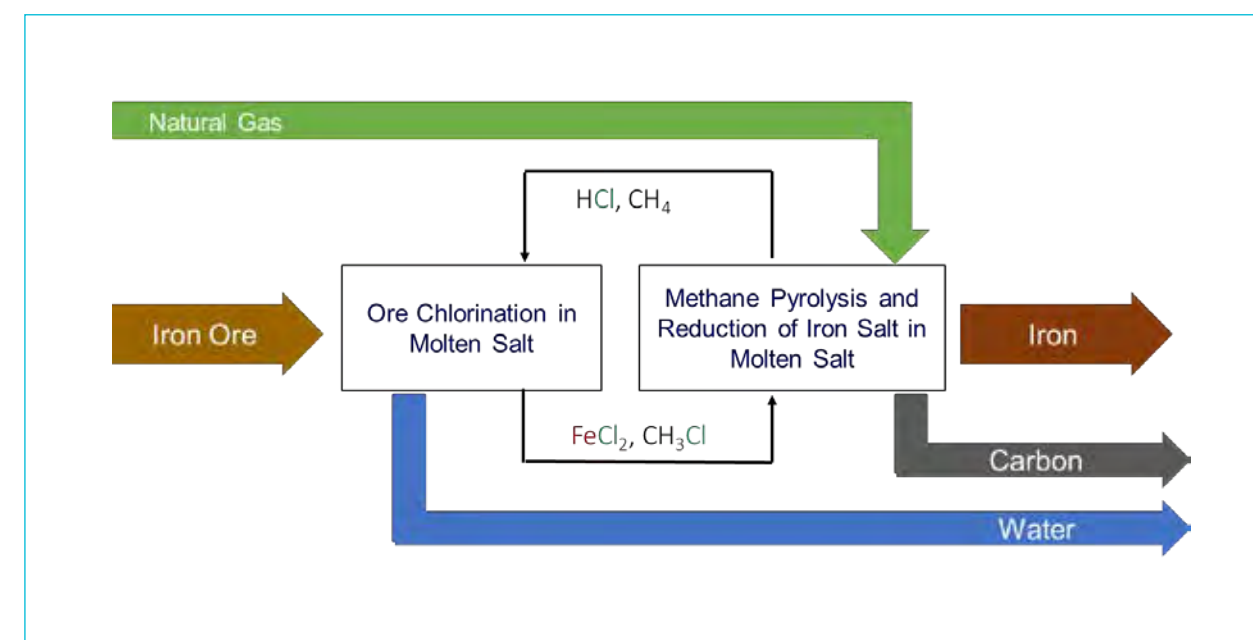 Natural Gas
HCl, CH₄
Iron Ore
Ore Chlorination in
Molten Salt
Methane Pyrolysis and
Reduction of Iron Salt in
Molten Salt
Iron
FeCl₂, CH₃Cl
Carbon
Water